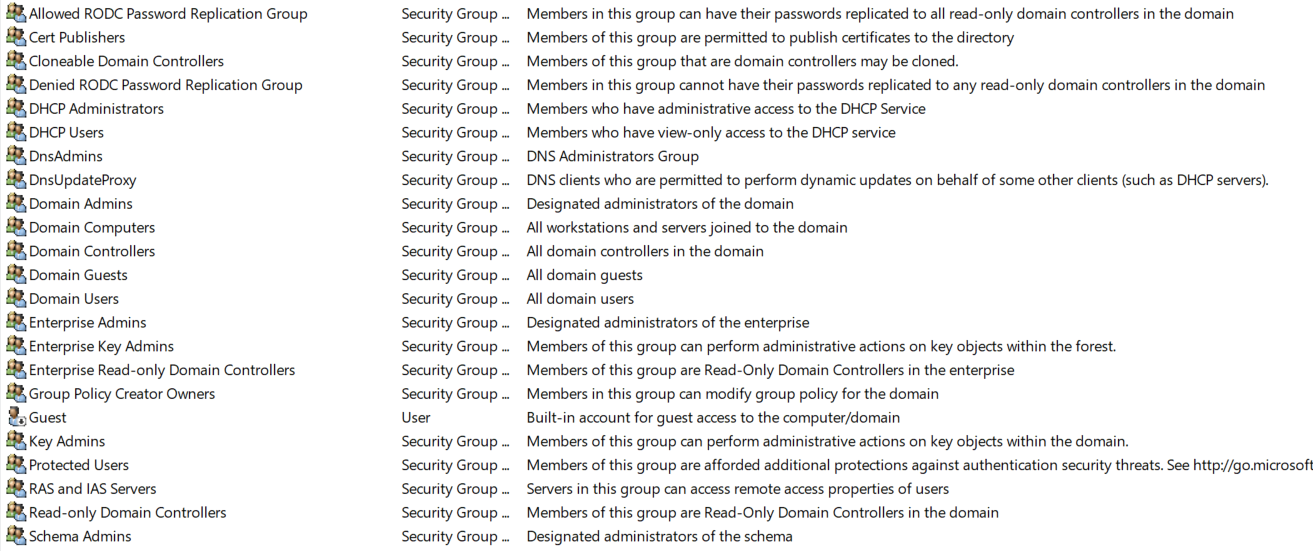 Allowed RODC Password Replication Group Security Group ... Members in this group can have their passwords replicated to all read-only domain controllers in the domain
Cert Publishers Security Group ... Members of this group are permitted to publish certificates to the directory
Cloneable Domain Controllers Security Group ... Members of this group that are domain controllers may be cloned.
Denied RODC Password Replication Group Security Group ... Members in this group cannot have their passwords replicated to any read-only domain controllers in the domain
DHCP Administrators Security Group ... Members who have administrative access to the DHCP Service
DHCP Users Security Group ... Members who have view-only access to the DHCP service
DnsAdmins Security Group ... DNS Administrators Group
DnsUpdateProxy Security Group ... DNS clients who are permitted to perform dynamic updates on behalf of some other clients (such as DHCP servers).
Domain Admins Security Group ... Designated administrators of the domain
Domain Computers Security Group ... All workstations and servers joined to the domain
Domain Controllers Security Group ... All domain controllers in the domain
Domain Guests Security Group ... All domain guests
Domain Users Security Group ... All domain users
Enterprise Admins Security Group ... Designated administrators of the enterprise
Enterprise Key Admins Security Group ... Members of this group can perform administrative actions on key objects within the forest.
Enterprise Read-only Domain Controllers Security Group ... Members of this group are Read-Only Domain Controllers in the enterprise
Group Policy Creator Owners Security Group ... Members in this group can modify group policy for the domain
Guest User Built-in account for guest access to the computer/domain
Key Admins Security Group ... Members of this group can perform administrative actions on key objects within the domain.
Protected Users Security Group ... Members of this group are afforded additional protections against authentication security threats. See http://go.microsoft
RAS and IAS Servers Security Group ... Servers in this group can access remote access properties of users
Read-only Domain Controllers Security Group ... Members of this group are Read-Only Domain Controllers in the domain
Schema Admins Security Group ... Designated administrators of the schema